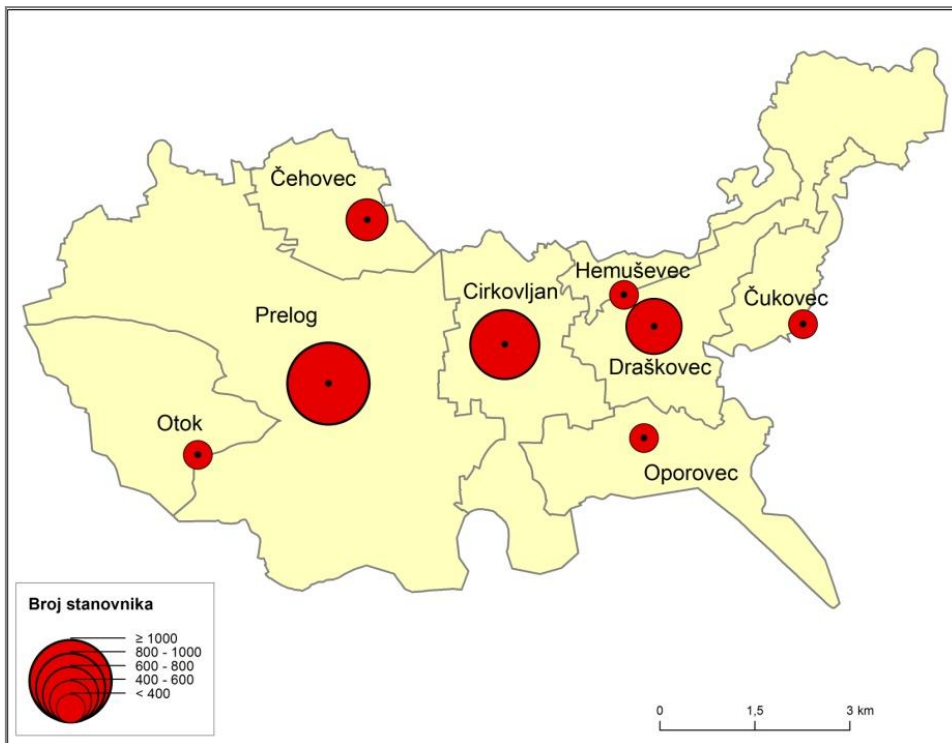 Čehovec
Hemuševec
Cirkovljan
Čukovec
Prelog
Draškovec
Otok
Oporovec
Broj stanovnika
≥ 1000
800 - 1000
600 - 800
400 - 600
< 400
0 1,5 3 km